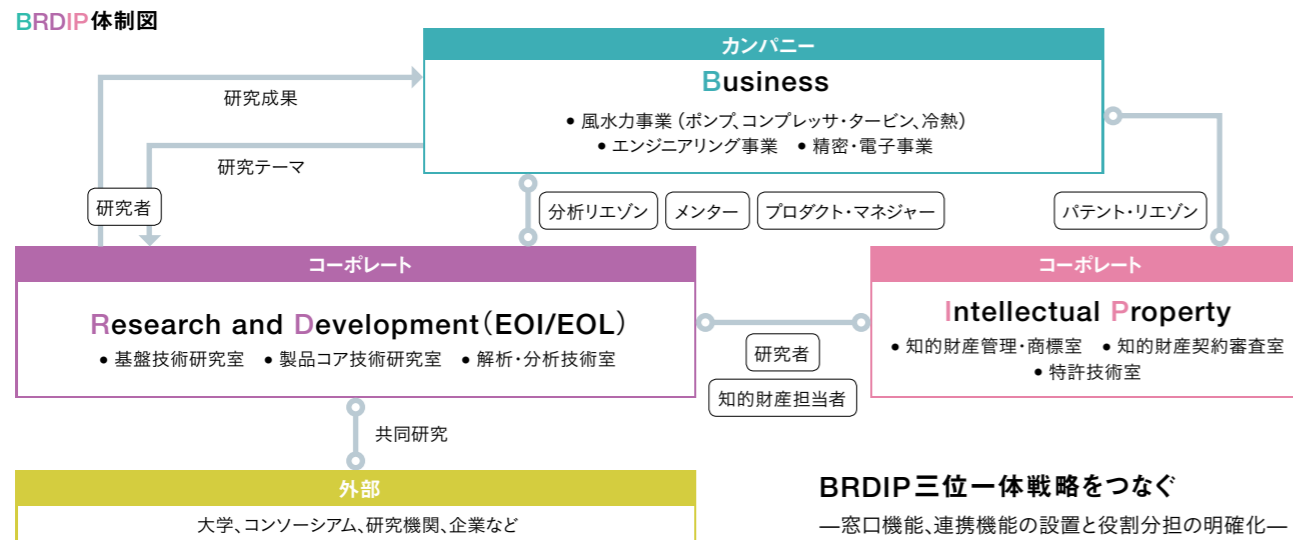 BRDIP体制図
カンパニー
Business
● 風水力事業（ポンプ、コンプレッサ・タービン、冷熱）
● エンジニアリング事業　● 精密・電子事業
研究成果
研究テーマ
研究者
分析リエゾン　メンター　プロダクト・マネジャー　パテント・リエゾン
コーポレート
Research and Development（EOI/EOL）
● 基盤技術研究室　● 製品コア技術研究室　● 解析・分析技術室
研究者
知的財産担当者
コーポレート
Intellectual Property
● 知的財産管理・商標室　● 知的財産契約審査室
● 特許技術室
共同研究
外部
大学、コンソーシアム、研究機関、企業など
BRDIP三位一体戦略をつなぐ
―窓口機能、連携機能の設置と役割分担の明確化―